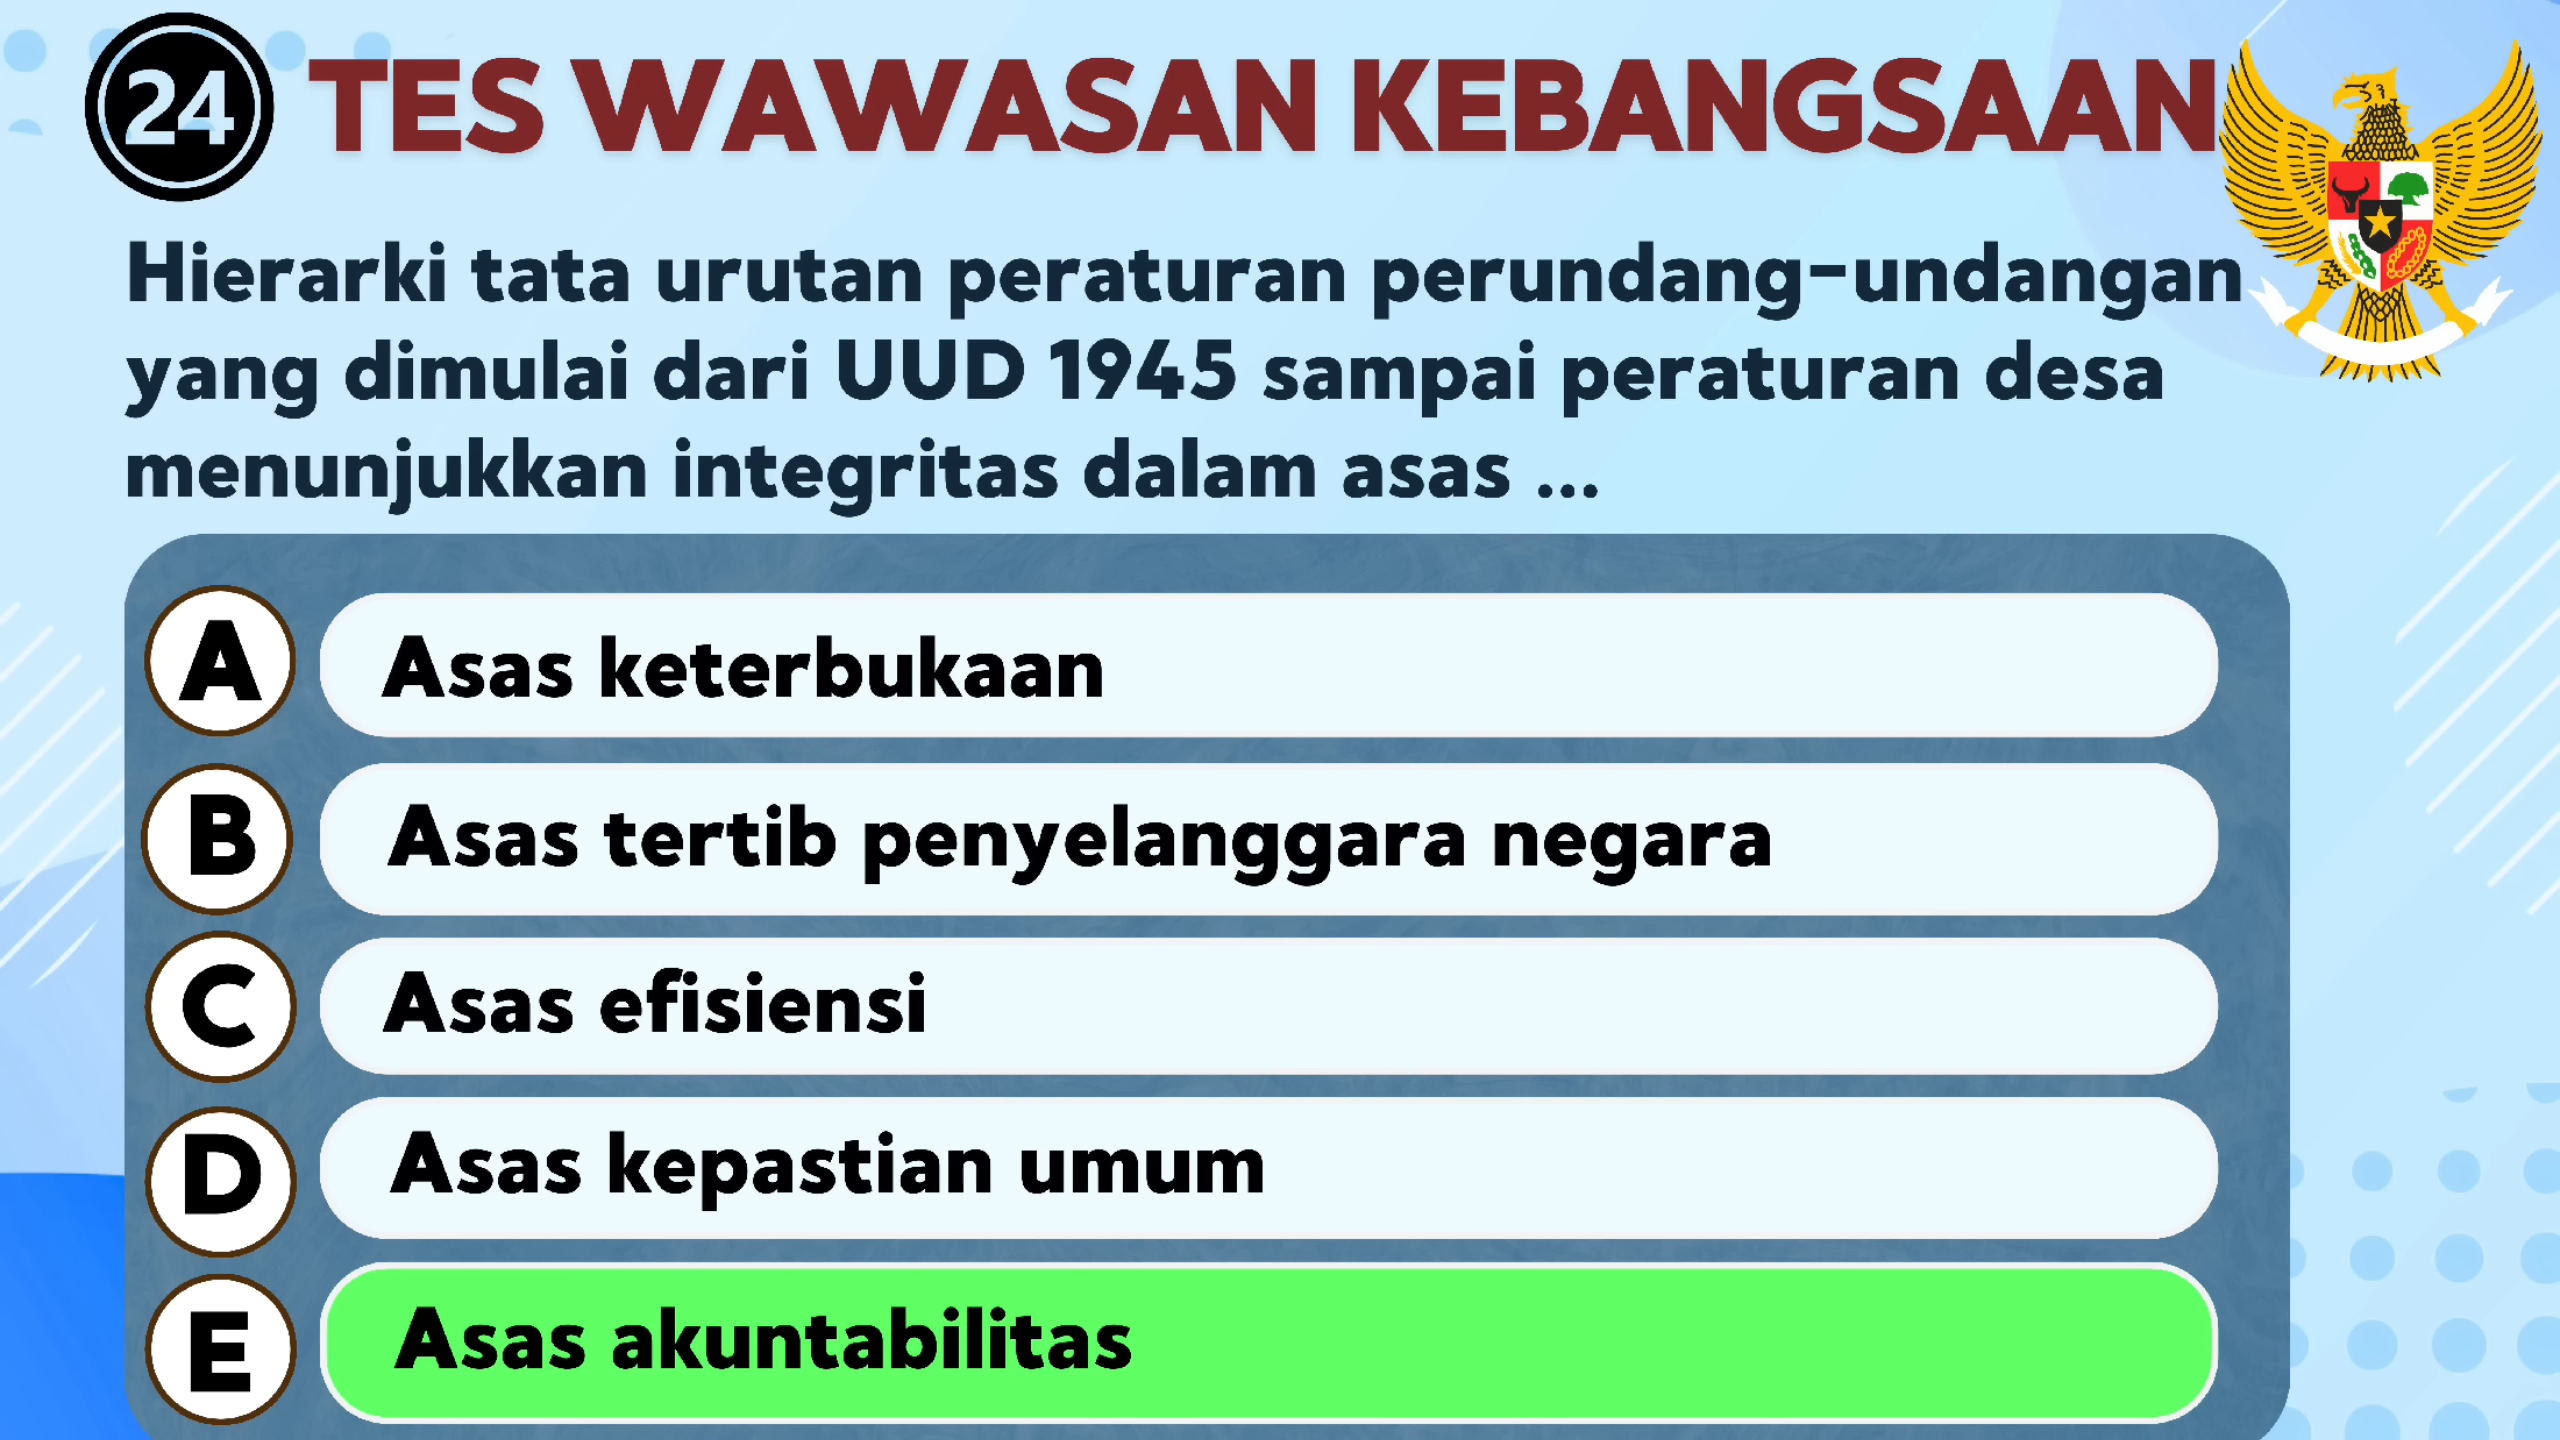 24
TES WAWASAN KEBANGSAAN
Hierarki tata urutan peraturan perundang-undangan
yang dimulai dari UUD 1945 sampai peraturan desa
menunjukkan integritas dalam asas ...
A Asas keterbukaan
B Asas tertib penyelanggara negara
C Asas efisiensi
D Asas kepastian umum
E Asas akuntabilitas